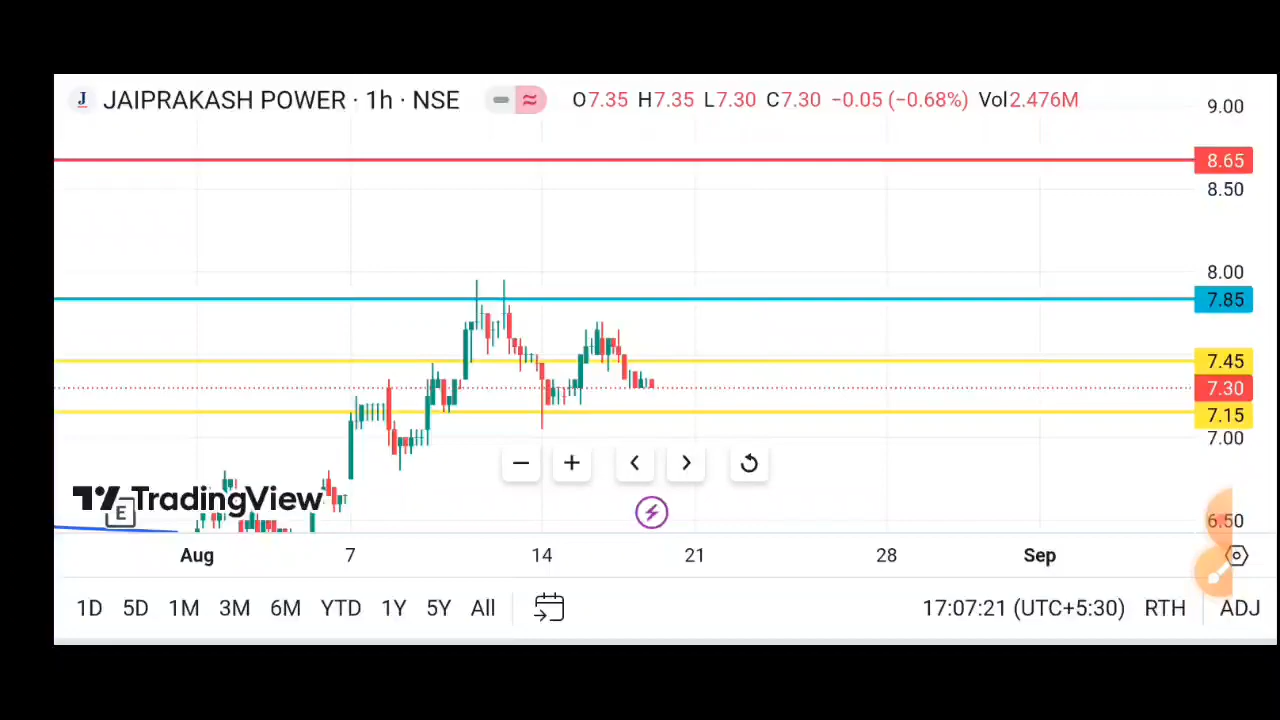 J JAIPRAKASH POWER · 1h · NSE O7.35 H7.35 L7.30 C7.30 −0.05 (−0.68%) Vol2.476M
9.00
8.65
8.50
8.00
7.85
7.45
7.30
7.15
7.00
6.50
TradingView
E
Aug 7 14 21 28 Sep
1D 5D 1M 3M 6M YTD 1Y 5Y All 17:07:21 (UTC+5:30) RTH ADJ